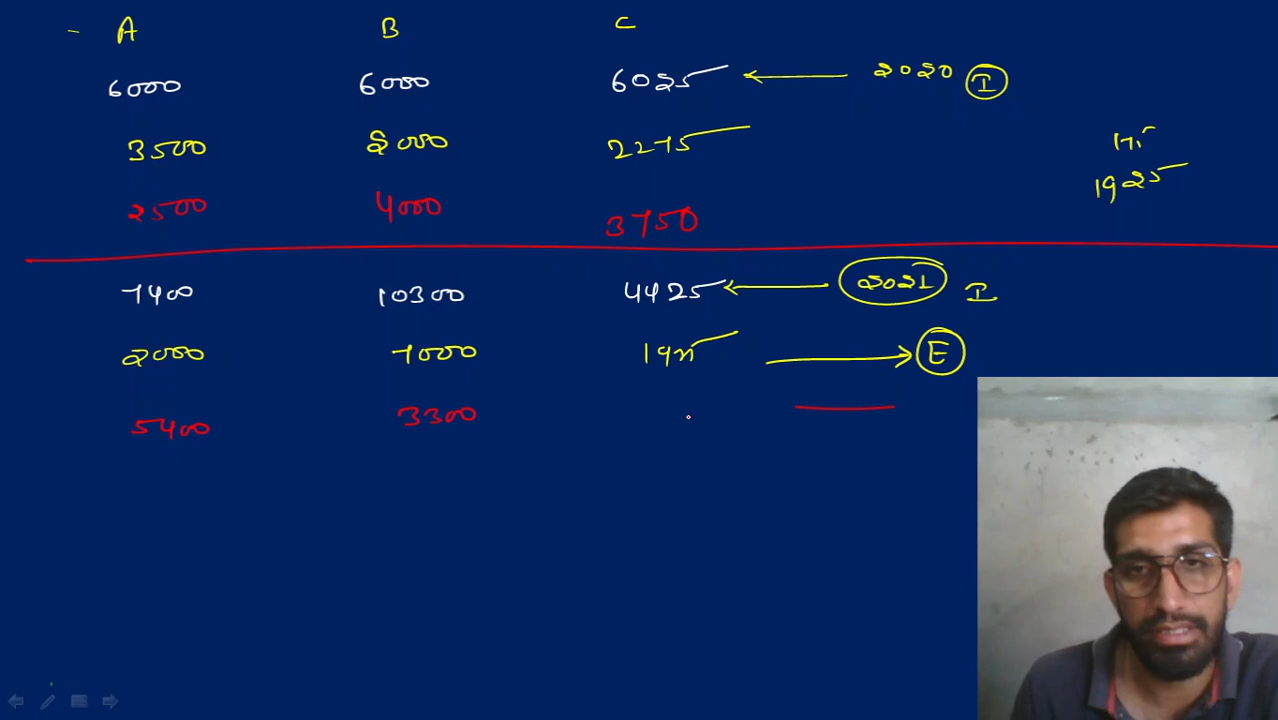 A B C
6000 6000 6025 2020 I
3500 2000 2275
1925
2500 4000 3750
7400 10300 4425 2021 I
2000 7000 E
5400 3300